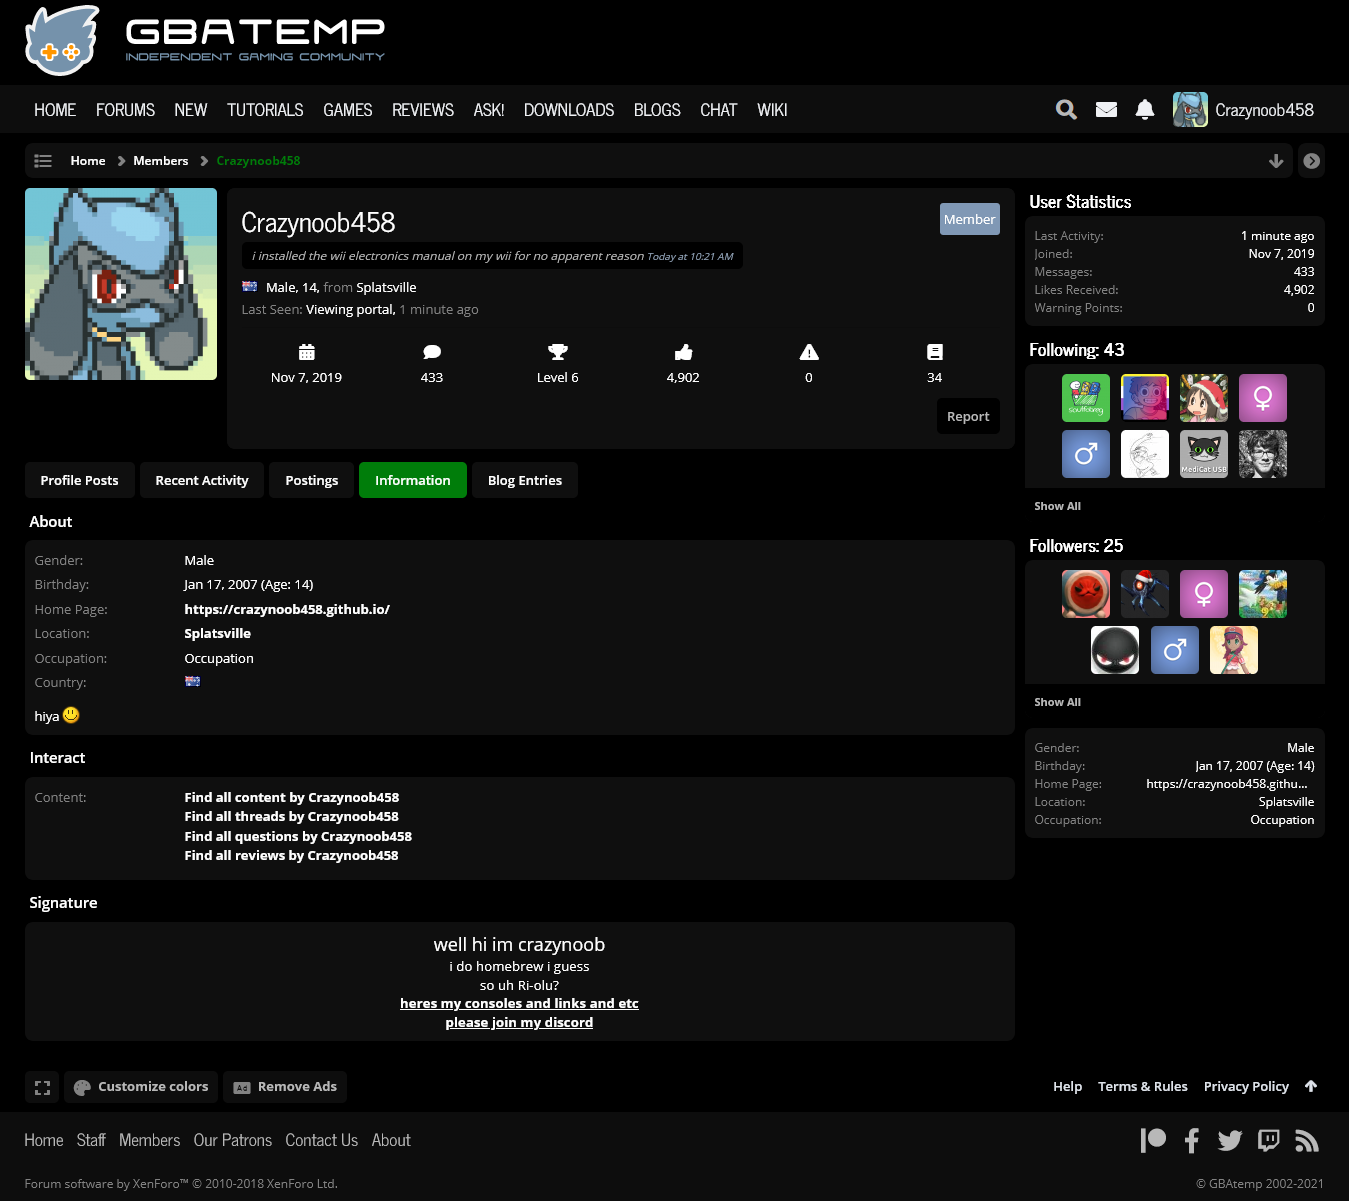 GBATEMP
INDEPENDENT GAMING COMMUNITY
HOME FORUMS NEW TUTORIALS GAMES REVIEWS ASK! DOWNLOADS BLOGS CHAT WIKI Crazynoob458
Home Members Crazynoob458
Crazynoob458
Member
i installed the wii electronics manual on my wii for no apparent reason Today at 10:21 AM
Male, 14, from Splatsville
Last Seen: Viewing portal, 1 minute ago
Nov 7, 2019 433 Level 6 4,902 0 34
Report
Profile Posts Recent Activity Postings Information Blog Entries
About
Gender: Male
Birthday: Jan 17, 2007 (Age: 14)
Home Page: https://crazynoob458.github.io/
Location: Splatsville
Occupation: Occupation
Country:
hiya
Interact
Content: Find all content by Crazynoob458
Find all threads by Crazynoob458
Find all questions by Crazynoob458
Find all reviews by Crazynoob458
Signature
well hi im crazynoob
i do homebrew i guess
so uh Ri-olu?
heres my consoles and links and etc
please join my discord
User Statistics
Last Activity: 1 minute ago
Joined: Nov 7, 2019
Messages: 433
Likes Received: 4,902
Warning Points: 0
Following: 43
MediCat USB
Show All
Followers: 25
Show All
Gender: Male
Birthday: Jan 17, 2007 (Age: 14)
Home Page: https://crazynoob458.githu...
Location: Splatsville
Occupation: Occupation
Customize colors Ad Remove Ads Help Terms & Rules Privacy Policy
Home Staff Members Our Patrons Contact Us About
Forum software by XenForo™ © 2010-2018 XenForo Ltd. © GBAtemp 2002-2021